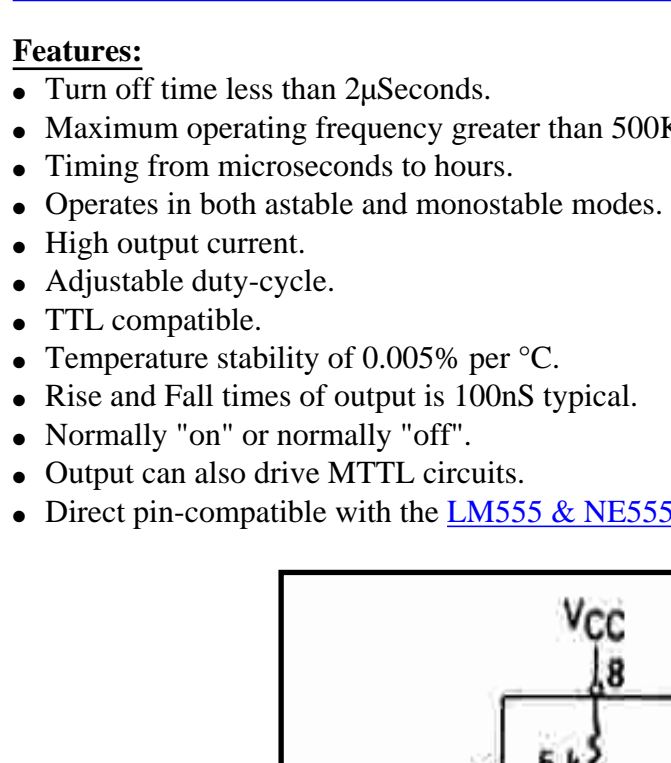 Features:
● Turn off time less than 2μSeconds.
● Maximum operating frequency greater than 500K
● Timing from microseconds to hours.
● Operates in both astable and monostable modes.
● High output current.
● Adjustable duty-cycle.
● TTL compatible.
● Temperature stability of 0.005% per °C.
● Rise and Fall times of output is 100nS typical.
● Normally "on" or normally "off".
● Output can also drive MTTL circuits.
● Direct pin-compatible with the LM555 & NE555
VCC
8